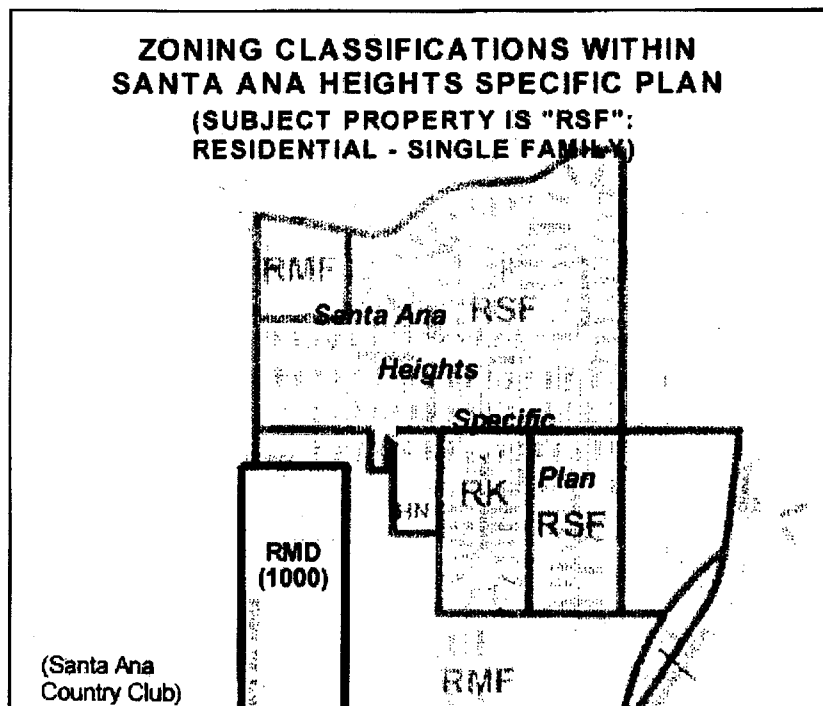 ZONING CLASSIFICATIONS WITHIN
SANTA ANA HEIGHTS SPECIFIC PLAN
(SUBJECT PROPERTY IS "RSF":
RESIDENTIAL - SINGLE FAMILY)
RMF
Santa Ana
RSF
Heights
Specific
Plan
RK
RSF
RMD
(1000)
(Santa Ana
Country Club)
RMF